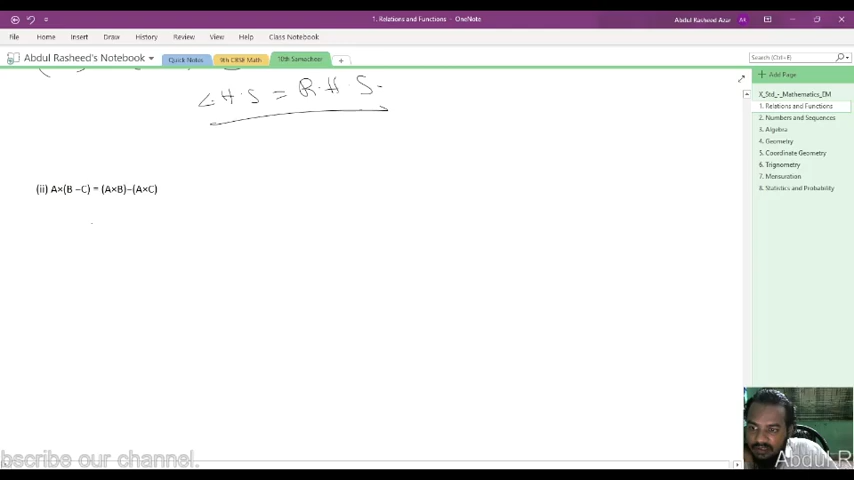 1. Relations and Functions - OneNote
Abdul Rasheed Azar AR
File Home Insert Draw History Review View Help Class Notebook
Abdul Rasheed's Notebook Quick Notes 9th CBSE Math 10th Samacheer
Search (Ctrl+E)
Add Page
X_Std_-_Mathematics_EM
1. Relations and Functions
2. Numbers and Sequences
3. Algebra
4. Geometry
5. Coordinate Geometry
6. Trignometry
7. Mensuration
8. Statistics and Probability
L.H.S = R.H.S.
(ii) A×(B −C) = (A×B)−(A×C)
bscribe our channel.
Abdul R